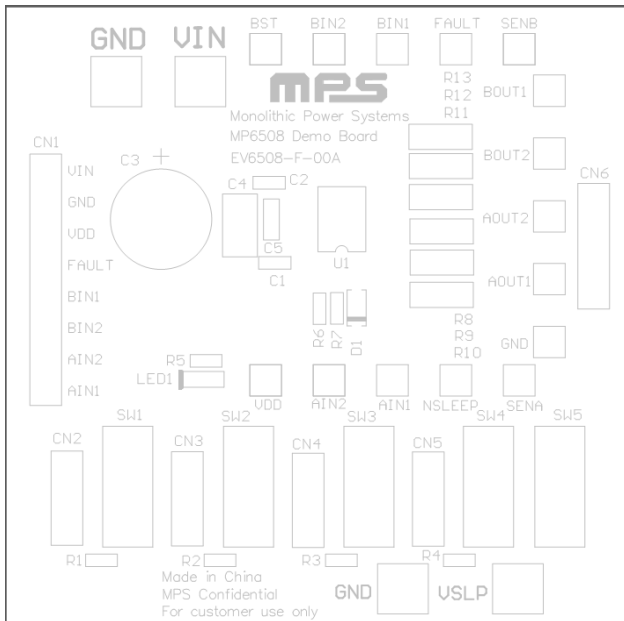 BST BIN2 BIN1 FAULT SENB
GND VIN
MPS
R13
R12
R11
BOUT1
Monolithic Power Systems
MP6508 Demo Board
EV6508-F-00A
CN1
VIN
C3
+
C4
C2
BOUT2
CN6
GND
VDD
AOUT2
C5
U1
FAULT
C1
AOUT1
BIN1
BIN2
R6
R7
D1
R8
R9
R10
GND
AIN2
R5
LED1
AIN1
VDD AIN2 AIN1 NSLEEP SENA
SW1 SW2 SW3 SW4 SW5
CN2 CN3 CN4 CN5
R1 R2 R3 R4
Made in China
MPS Confidential
For customer use only
GND VSLP